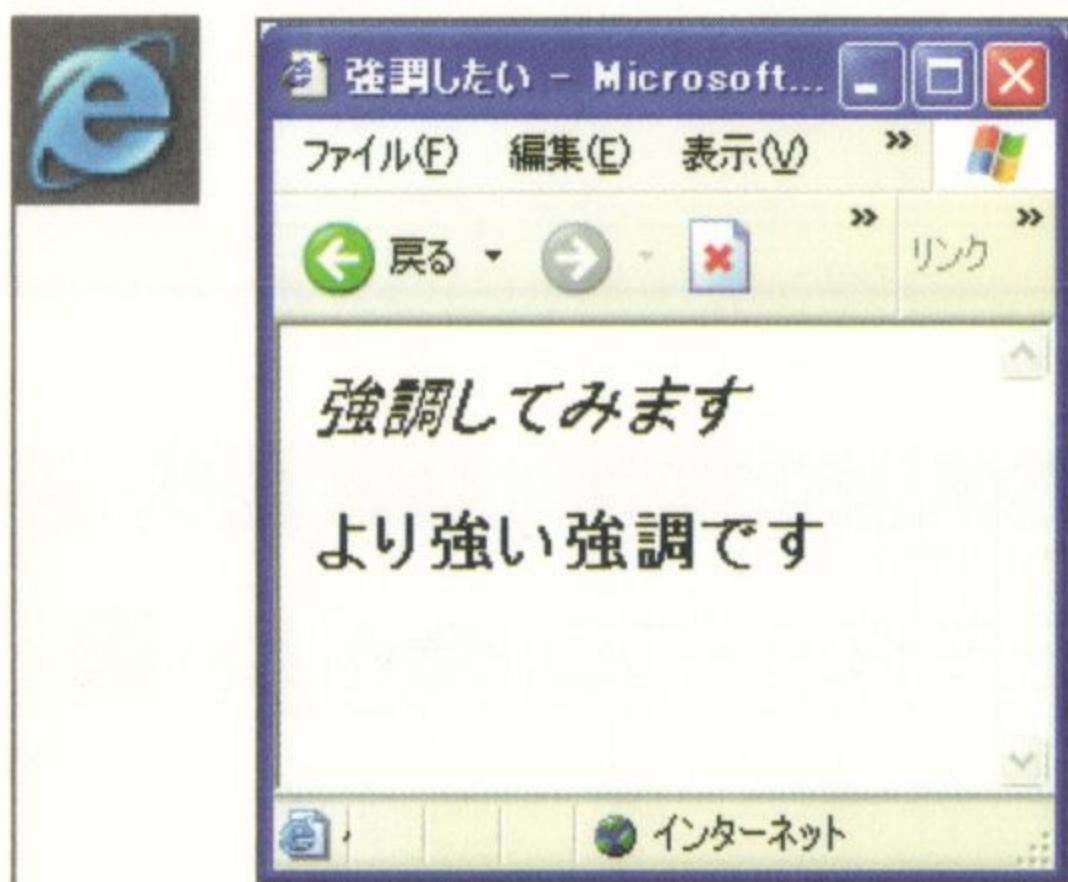 強調したい - Microsoft...
ファイル(F) 編集(E) 表示(V) »
戻る » リンク »
強調してみます
より強い強調です
インターネット